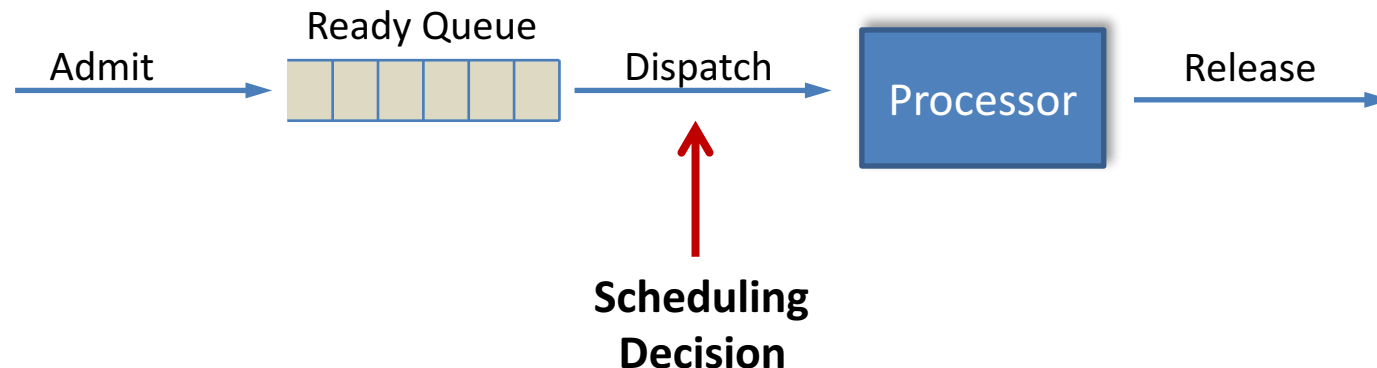 Ready Queue
Admit
Dispatch
Processor
Release
Scheduling
Decision